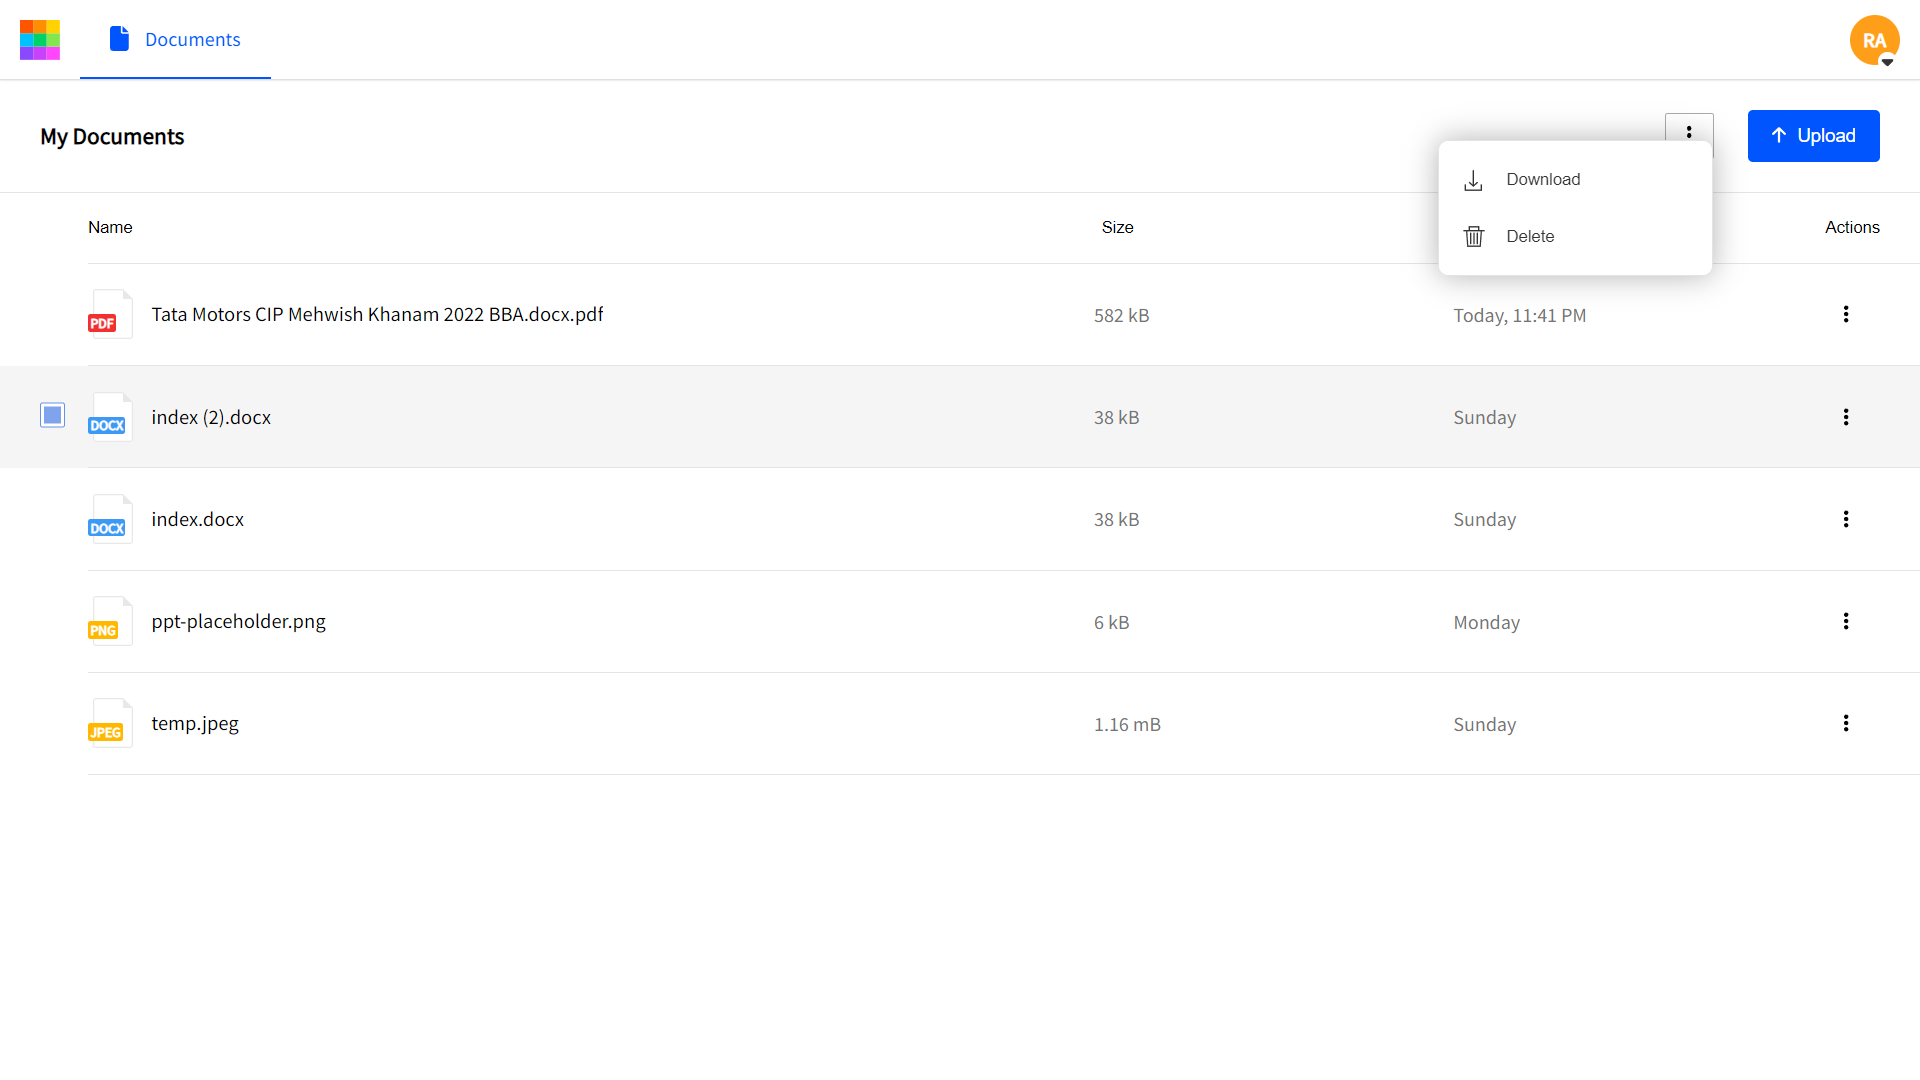 Documents
RA
My Documents
Upload
Download
Delete
Name
Size
Actions
PDF
Tata Motors CIP Mehwish Khanam 2022 BBA.docx.pdf
582 kB
Today, 11:41 PM
DOCX
index (2).docx
38 kB
Sunday
DOCX
index.docx
38 kB
Sunday
PNG
ppt-placeholder.png
6 kB
Monday
JPEG
temp.jpeg
1.16 mB
Sunday